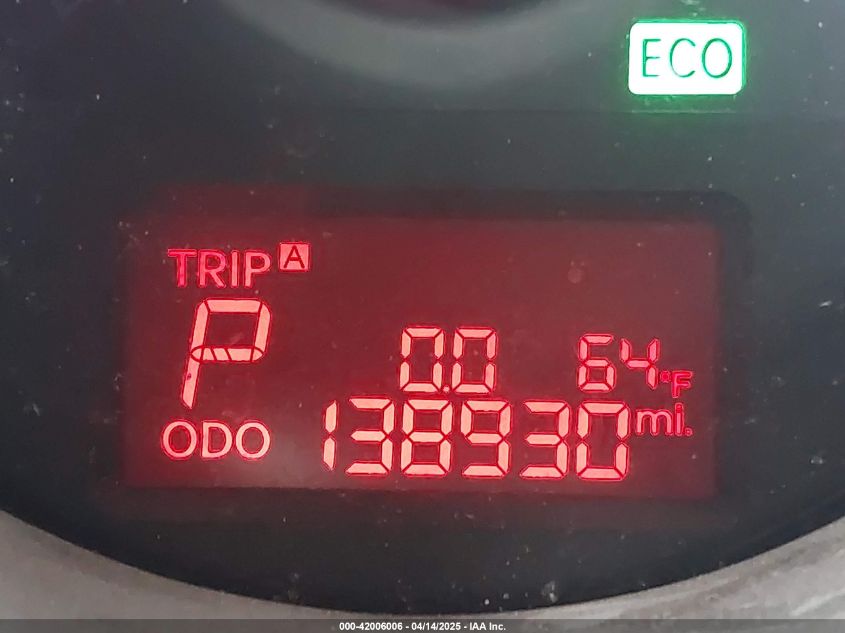 ECO
TRIP A
P 0.0 64°F
ODO 138930 mi.
000-42006006 - 04/14/2025 - IAA Inc.